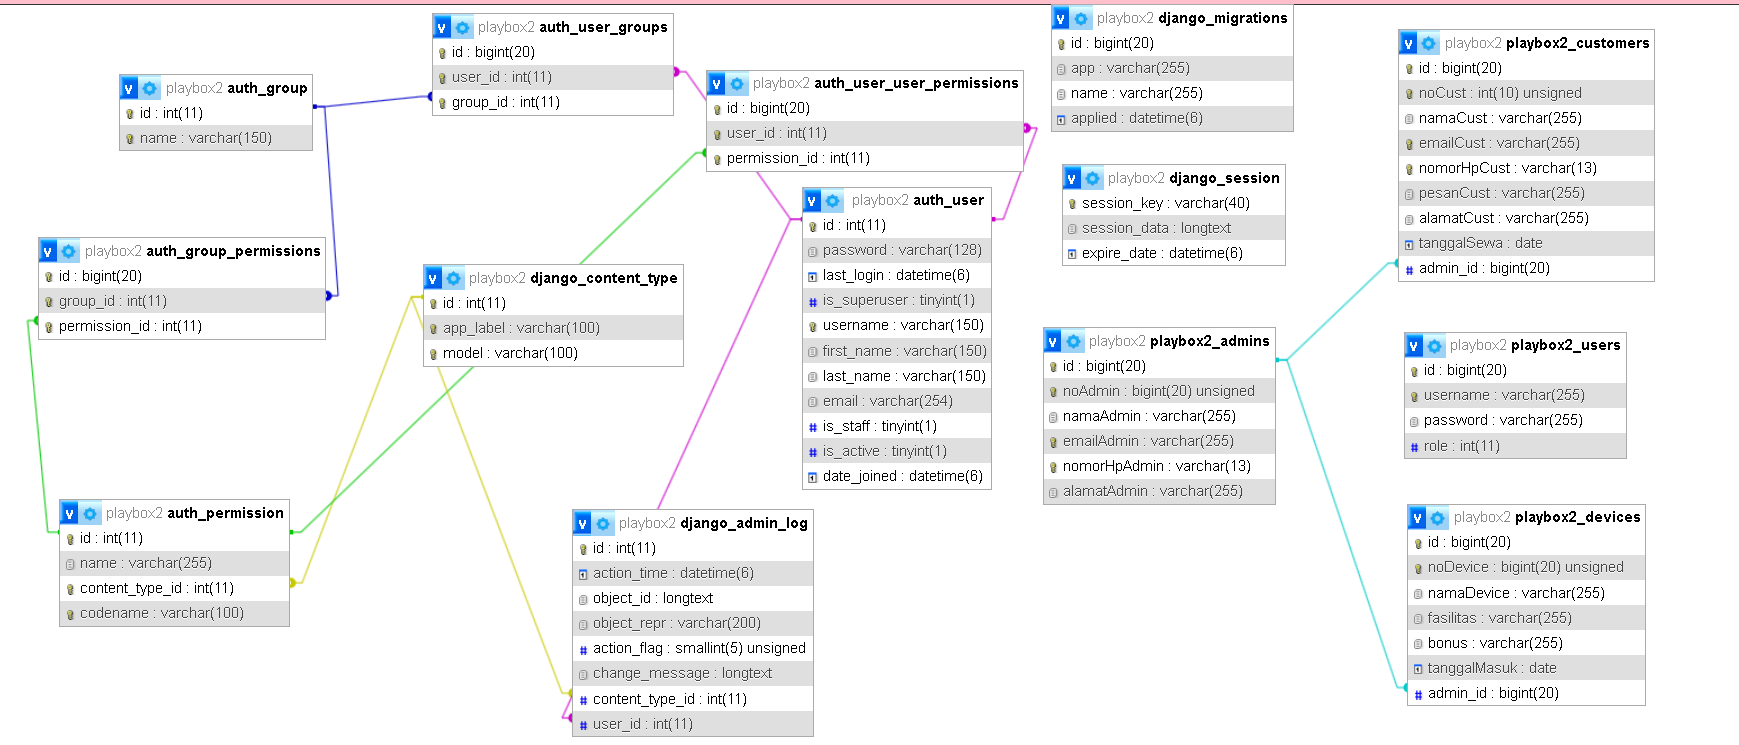 playbox2 auth_group
id : int(11)
name : varchar(150)
playbox2 auth_user_groups
id : bigint(20)
user_id : int(11)
group_id : int(11)
playbox2 auth_user_user_permissions
id : bigint(20)
user_id : int(11)
permission_id : int(11)
playbox2 django_migrations
id : bigint(20)
app : varchar(255)
name : varchar(255)
applied : datetime(6)
playbox2 playbox2_customers
id : bigint(20)
noCust : int(10) unsigned
namaCust : varchar(255)
emailCust : varchar(255)
nomorHpCust : varchar(13)
pesanCust : varchar(255)
alamatCust : varchar(255)
tanggalSewa : date
admin_id : bigint(20)
playbox2 django_session
session_key : varchar(40)
session_data : longtext
expire_date : datetime(6)
playbox2 auth_user
id : int(11)
password : varchar(128)
last_login : datetime(6)
is_superuser : tinyint(1)
username : varchar(150)
first_name : varchar(150)
last_name : varchar(150)
email : varchar(254)
is_staff : tinyint(1)
is_active : tinyint(1)
date_joined : datetime(6)
playbox2 auth_group_permissions
id : bigint(20)
group_id : int(11)
permission_id : int(11)
playbox2 django_content_type
id : int(11)
app_label : varchar(100)
model : varchar(100)
playbox2 playbox2_admins
id : bigint(20)
noAdmin : bigint(20) unsigned
namaAdmin : varchar(255)
emailAdmin : varchar(255)
nomorHpAdmin : varchar(13)
alamatAdmin : varchar(255)
playbox2 playbox2_users
id : bigint(20)
username : varchar(255)
password : varchar(255)
role : int(11)
playbox2 auth_permission
id : int(11)
name : varchar(255)
content_type_id : int(11)
codename : varchar(100)
playbox2 django_admin_log
id : int(11)
action_time : datetime(6)
object_id : longtext
object_repr : varchar(200)
action_flag : smallint(5) unsigned
change_message : longtext
content_type_id : int(11)
user_id : int(11)
playbox2 playbox2_devices
id : bigint(20)
noDevice : bigint(20) unsigned
namaDevice : varchar(255)
fasilitas : varchar(255)
bonus : varchar(255)
tanggalMasuk : date
admin_id : bigint(20)